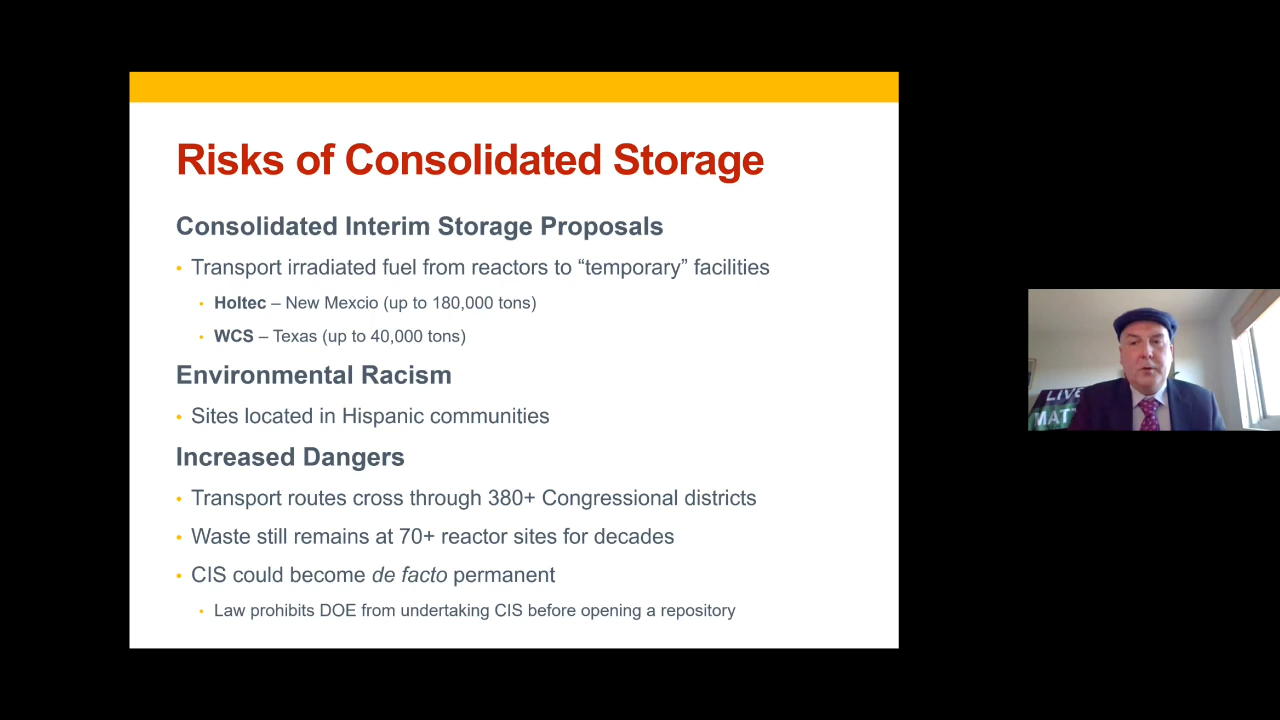 Risks of Consolidated Storage
Consolidated Interim Storage Proposals
• Transport irradiated fuel from reactors to “temporary” facilities
• Holtec – New Mexcio (up to 180,000 tons)
• WCS – Texas (up to 40,000 tons)
Environmental Racism
• Sites located in Hispanic communities
Increased Dangers
• Transport routes cross through 380+ Congressional districts
• Waste still remains at 70+ reactor sites for decades
• CIS could become de facto permanent
• Law prohibits DOE from undertaking CIS before opening a repository
LIVE
MAT